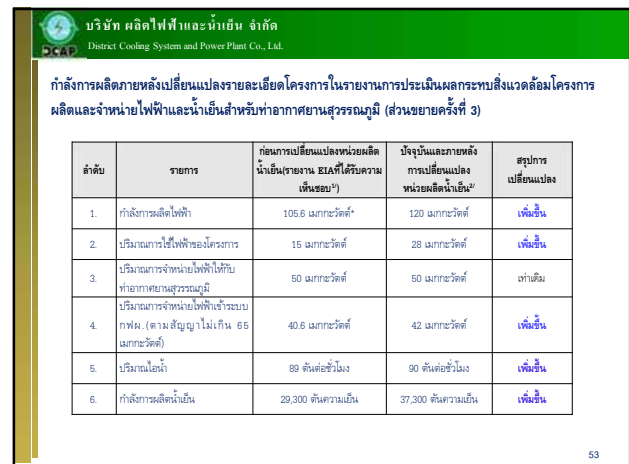 บริษัท ผลิตไฟฟ้าและน้ำเย็น จำกัด
DCAP District Cooling System and Power Plant Co., Ltd.
กำลังการผลิตภายหลังเปลี่ยนแปลงรายละเอียดโครงการในรายงานการประเมินผลกระทบสิ่งแวดล้อมโครงการ
ผลิตและจำหน่ายไฟฟ้าและน้ำเย็นสำหรับท่าอากาศยานสุวรรณภูมิ (ส่วนขยายครั้งที่ 3)
ลำดับ
รายการ
ก่อนการเปลี่ยนแปลงหน่วยผลิต
น้ำเย็น(รายงาน EIAที่ได้รับความ
เห็นชอบ1/)
ปัจจุบันและภายหลัง
การเปลี่ยนแปลง
หน่วยผลิตน้ำเย็น2/
สรุปการ
เปลี่ยนแปลง
1. กำลังการผลิตไฟฟ้า 105.6 เมกกะวัตต์* 120 เมกกะวัตต์ เพิ่มขึ้น
2. ปริมาณการใช้ไฟฟ้าของโครงการ 15 เมกกะวัตต์ 28 เมกกะวัตต์ เพิ่มขึ้น
3. ปริมาณการจำหน่ายไฟฟ้าให้กับ
ท่าอากาศยานสุวรรณภูมิ 50 เมกกะวัตต์ 50 เมกกะวัตต์ เท่าเดิม
ปริมาณการจำหน่ายไฟฟ้าเข้าระบบ
4. กฟผ.(ตามสัญญาไม่เกิน 65 40.6 เมกกะวัตต์ 42 เมกกะวัตต์ เพิ่มขึ้น
เมกกะวัตต์)
5. ปริมาณไอน้ำ 89 ตันต่อชั่วโมง 90 ตันต่อชั่วโมง เพิ่มขึ้น
6. กำลังการผลิตน้ำเย็น 29,300 ตันความเย็น 37,300 ตันความเย็น เพิ่มขึ้น
53